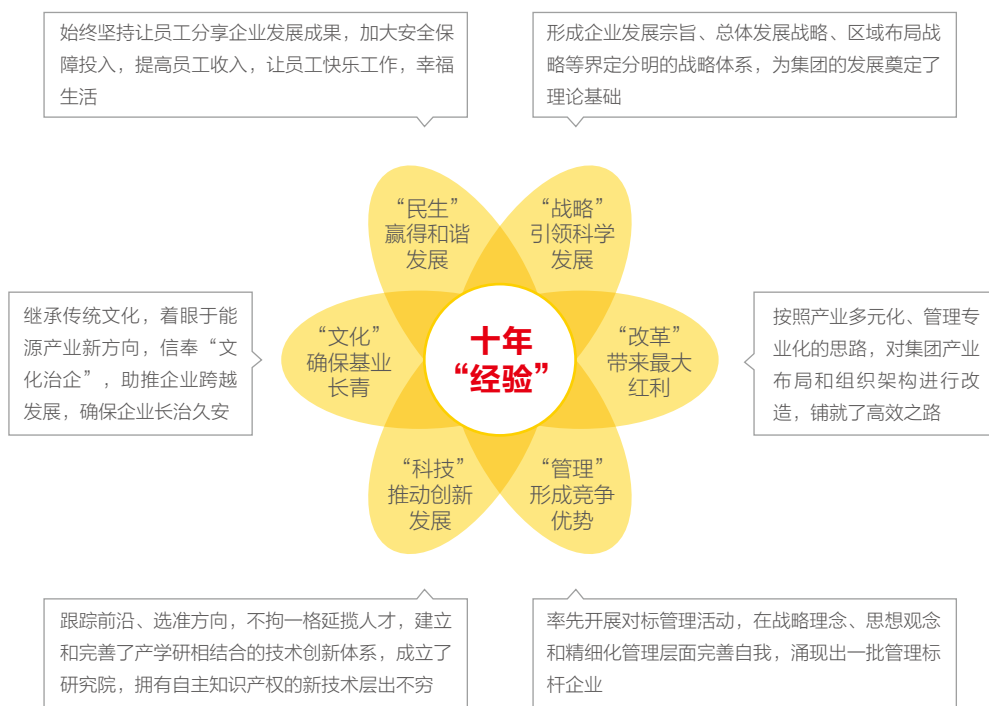 始终坚持让员工分享企业发展成果，加大安全保
障投入，提高员工收入，让员工快乐工作，幸福
生活
形成企业发展宗旨、总体发展战略、区域布局战
略等界定分明的战略体系，为集团的发展奠定了
理论基础
“民生”
赢得和谐
发展
“战略”
引领科学
发展
继承传统文化，着眼于能
源产业新方向，信奉“文
化治企”，助推企业跨越
发展，确保企业长治久安
“文化”
确保基业
长青
十年
“经验”
“改革”
带来最大
红利
按照产业多元化、管理专
业化的思路，对集团产业
布局和组织架构进行改
造，铺就了高效之路
“科技”
推动创新
发展
“管理”
形成竞争
优势
跟踪前沿、选准方向，不拘一格延揽人才，建立
和完善了产学研相结合的技术创新体系，成立了
研究院，拥有自主知识产权的新技术层出不穷
率先开展对标管理活动，在战略理念、思想观念
和精细化管理层面完善自我，涌现出一批管理标
杆企业